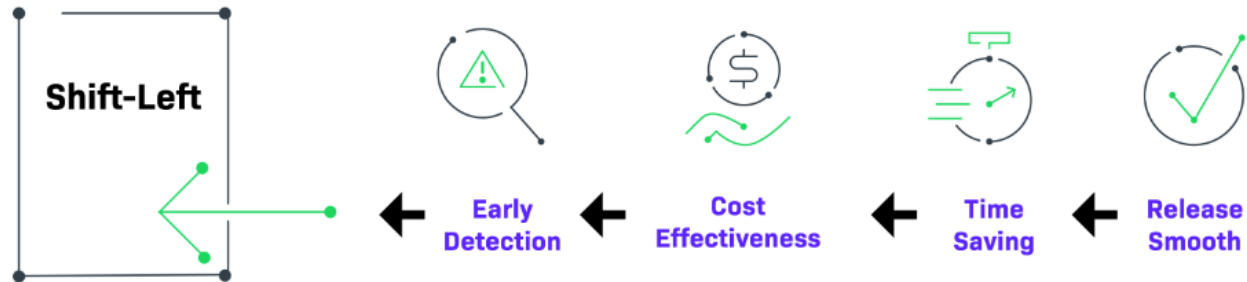 Shift-Left
$
Early
Detection
Cost
Effectiveness
Time
Saving
Release
Smooth